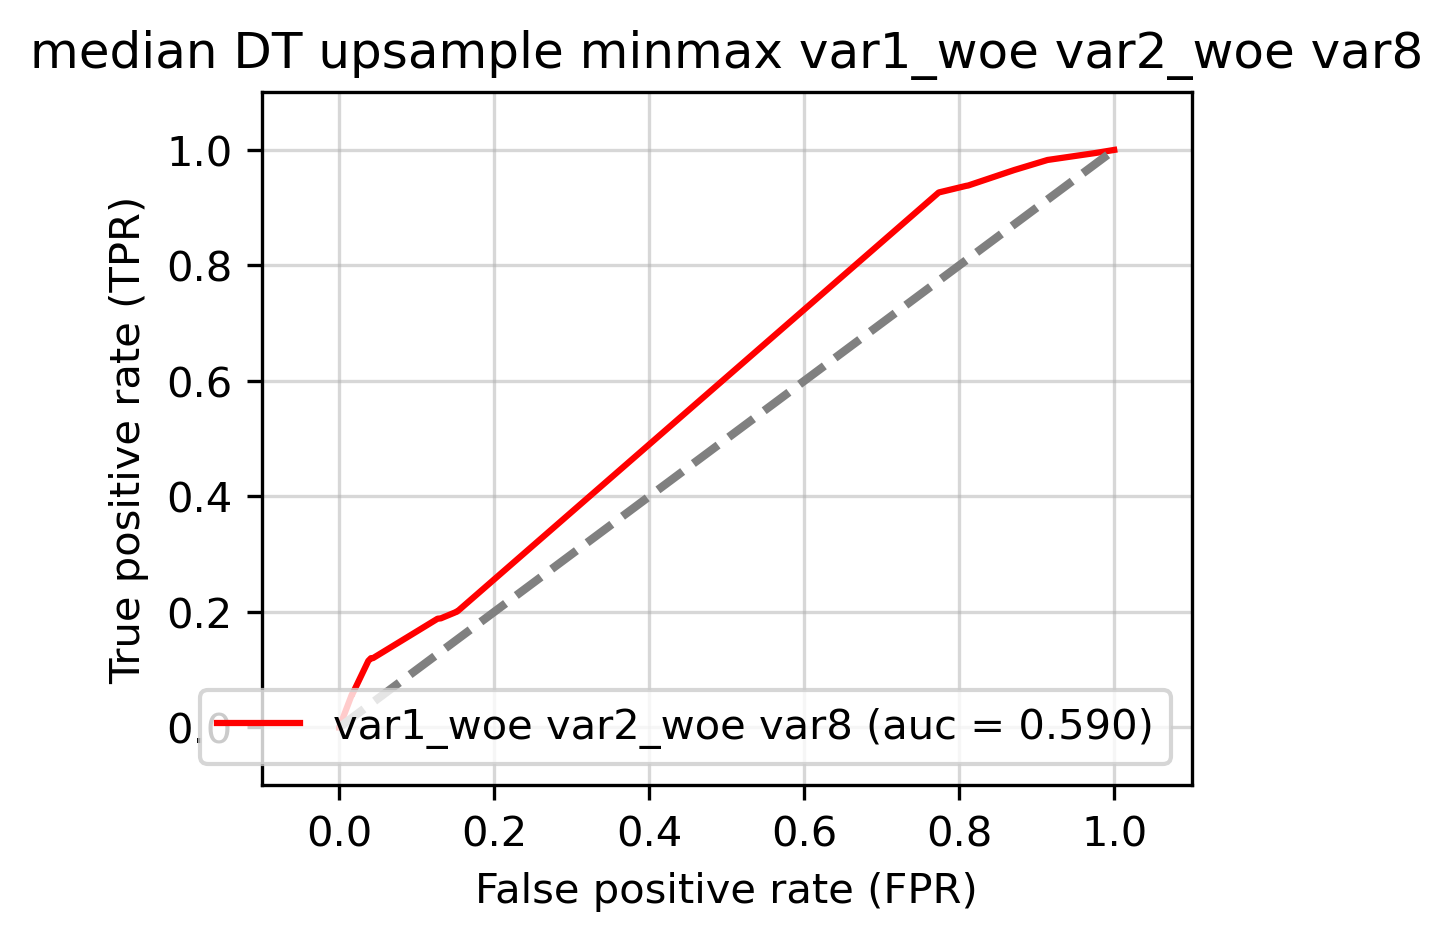 median DT upsample minmax var1_woe var2_woe var8
1.0
0.8
0.6
0.4
0.2
0.0
True positive rate (TPR)
var1_woe var2_woe var8 (auc = 0.590)
0.0 0.2 0.4 0.6 0.8 1.0
False positive rate (FPR)